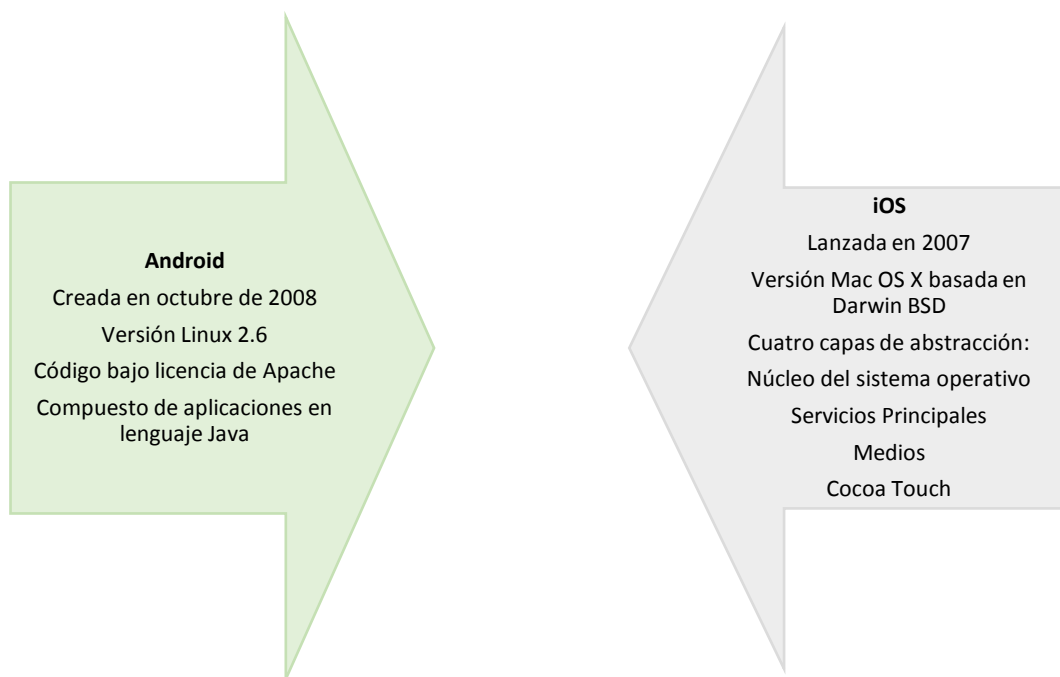 Android
Creada en octubre de 2008
Versión Linux 2.6
Código bajo licencia de Apache
Compuesto de aplicaciones en
lenguaje Java
iOS
Lanzada en 2007
Versión Mac OS X basada en
Darwin BSD
Cuatro capas de abstracción:
Núcleo del sistema operativo
Servicios Principales
Medios
Cocoa Touch